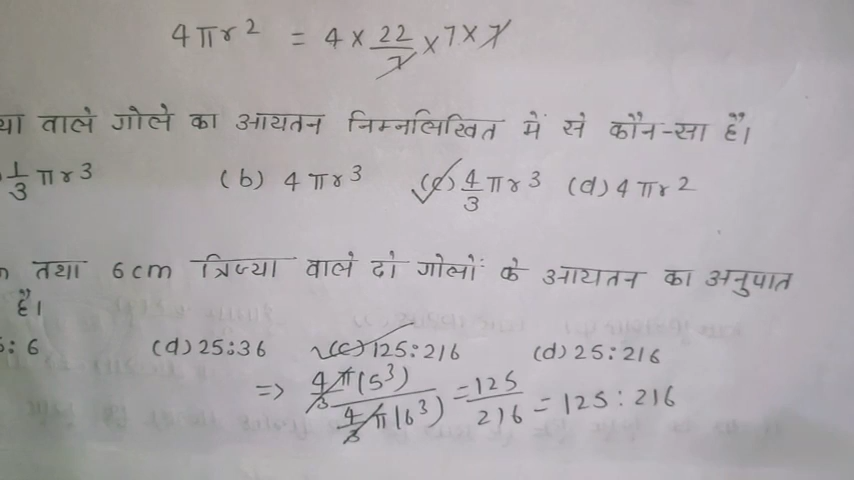 4πr² = 4 × 22/7 × 7 × 7
या वाले गोले का आयतन निम्नलिखित में से कौन-सा है।
1/3 πr³ (b) 4πr³ (c) 4/3 πr³ (d) 4πr²
तथा 6cm त्रिज्या वाले दो गोलों के आयतन का अनुपात
है।
: 6 (d) 25:36 (c) 125:216 (d) 25:216
=> 4/3 π(5³) / 4/3 π(6³) = 125/216 = 125:216